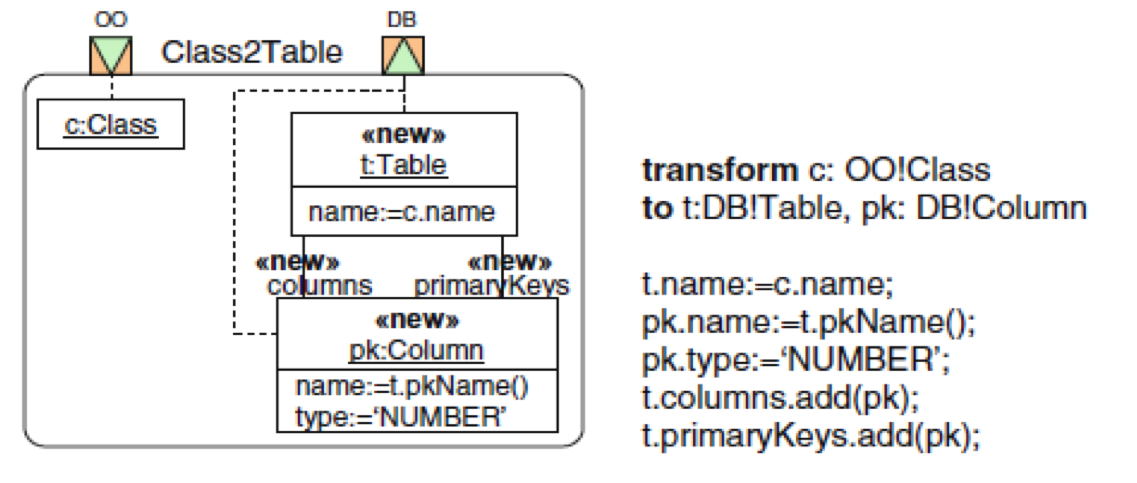 OO
DB
Class2Table
c:Class
«new»
t:Table
name:=c.name
«new» «new»
columns primaryKeys
«new»
pk:Column
name:=t.pkName()
type:=‘NUMBER’
transform c: OO!Class
to t:DB!Table, pk: DB!Column
t.name:=c.name;
pk.name:=t.pkName();
pk.type:=‘NUMBER’;
t.columns.add(pk);
t.primaryKeys.add(pk);